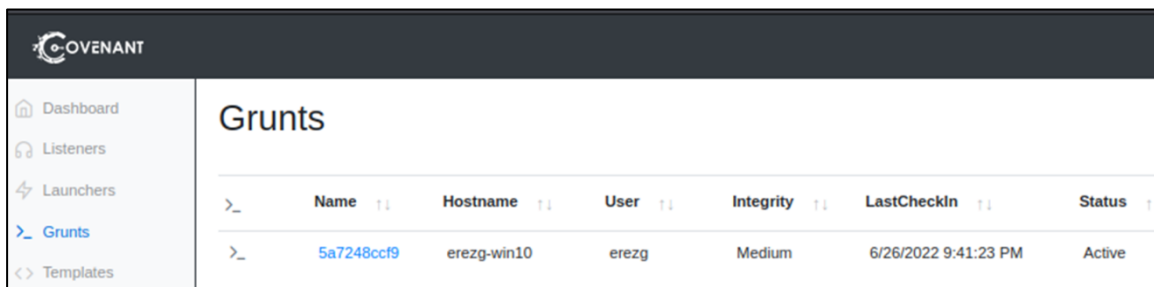 COVENANT
Dashboard
Listeners
Launchers
>_ Grunts
<> Templates
Grunts
>_ Name ↑↓ Hostname ↑↓ User ↑↓ Integrity ↑↓ LastCheckIn ↑↓ Status ↑
>_ 5a7248ccf9 erezg-win10 erezg Medium 6/26/2022 9:41:23 PM Active